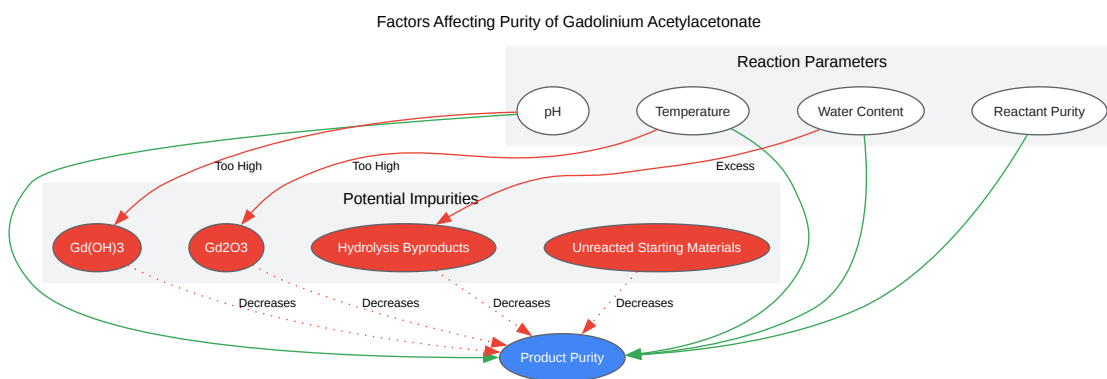 Factors Affecting Purity of Gadolinium Acetylacetonate
Reaction Parameters
pH
Temperature
Water Content
Reactant Purity
Too High
Too High
Excess
Potential Impurities
Gd(OH)3
Gd2O3
Hydrolysis Byproducts
Unreacted Starting Materials
Decreases
Decreases
Decreases
Decreases
Product Purity